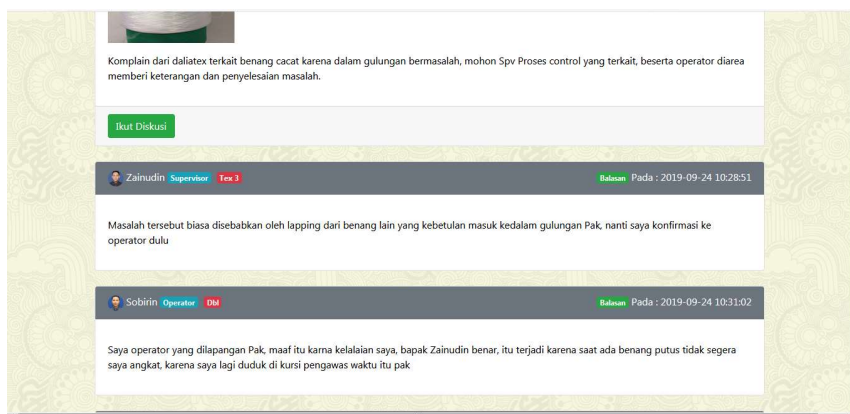 Komplain dari daliatex terkait benang cacat karena dalam gulungan bermasalah, mohon Spv Proses control yang terkait, beserta operator diarea
memberi keterangan dan penyelesaian masalah.
Ikut Diskusi
Zainudin Supervisor Tex 3 Balasan Pada : 2019-09-24 10:28:51
Masalah tersebut biasa disebabkan oleh lapping dari benang lain yang kebetulan masuk kedalam gulungan Pak, nanti saya konfirmasi ke
operator dulu
Sobirin Operator Dbl Balasan Pada : 2019-09-24 10:31:02
Saya operator yang dilapangan Pak, maaf itu karna kelalaian saya, bapak Zainudin benar, itu terjadi karena saat ada benang putus tidak segera
saya angkat, karena saya lagi duduk di kursi pengawas waktu itu pak